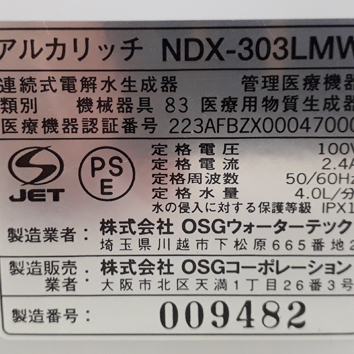 アルカリッチ NDX-303LMW
連続式電解水生成器 管理医療機器
類別 機械器具 83 医療用物質生成器
医療機器認証番号 223AFBZX00047000
S JET PS E
定格電圧 100V
定格電流 2.4A
定格周波数 50/60Hz
定格水量 4.0L/分
水の侵入に対する保護等級 IPX1
製造業者: 株式会社 OSGウォーターテック
埼玉県川越市下松原665番地2
製造販売業者: 株式会社 OSGコーポレーション
大阪市北区天満1丁目26番3号
製造番号: 009482